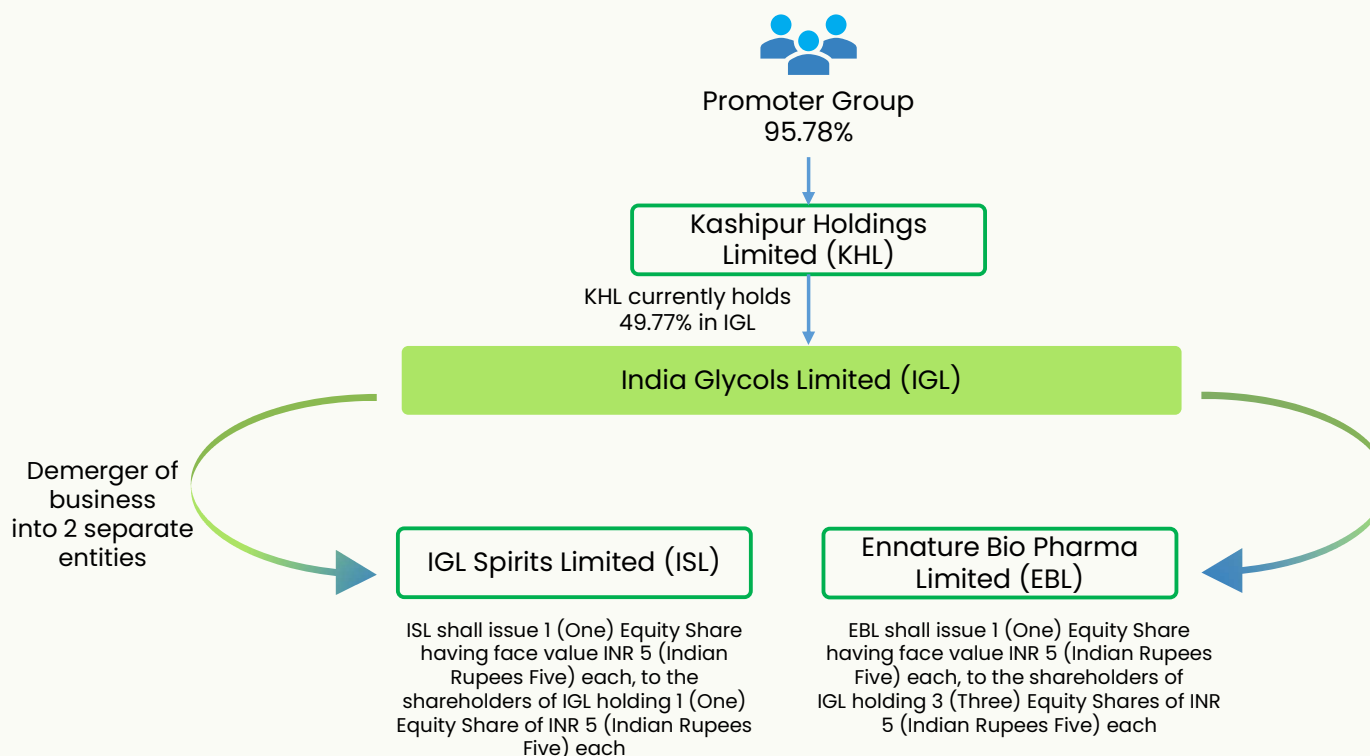 Promoter Group
95.78%
Kashipur Holdings
Limited (KHL)
KHL currently holds
49.77% in IGL
India Glycols Limited (IGL)
Demerger of
business
into 2 separate
entities
IGL Spirits Limited (ISL)
Ennature Bio Pharma
Limited (EBL)
ISL shall issue 1 (One) Equity Share
having face value INR 5 (Indian
Rupees Five) each, to the
shareholders of IGL holding 1 (One)
Equity Share of INR 5 (Indian Rupees
Five) each
EBL shall issue 1 (One) Equity Share
having face value INR 5 (Indian Rupees
Five) each, to the shareholders of
IGL holding 3 (Three) Equity Shares of INR
5 (Indian Rupees Five) each